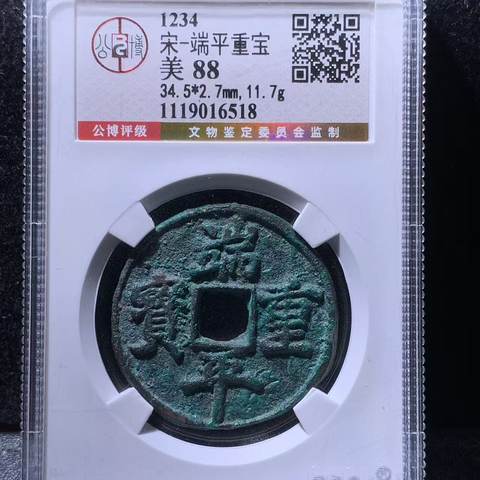 1234
宋-端平重宝
美 88
34.5*2.7mm,11.7g
1119016518
公博评级
文物鉴定委员会监制
端平重寶